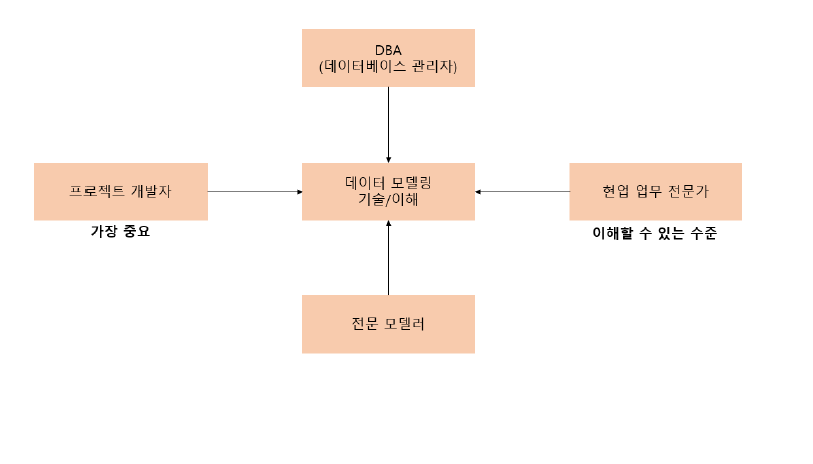 DBA
(데이터베이스 관리자)
프로젝트 개발자
데이터 모델링
기술/이해
현업 업무 전문가
가장 중요
이해할 수 있는 수준
전문 모델러